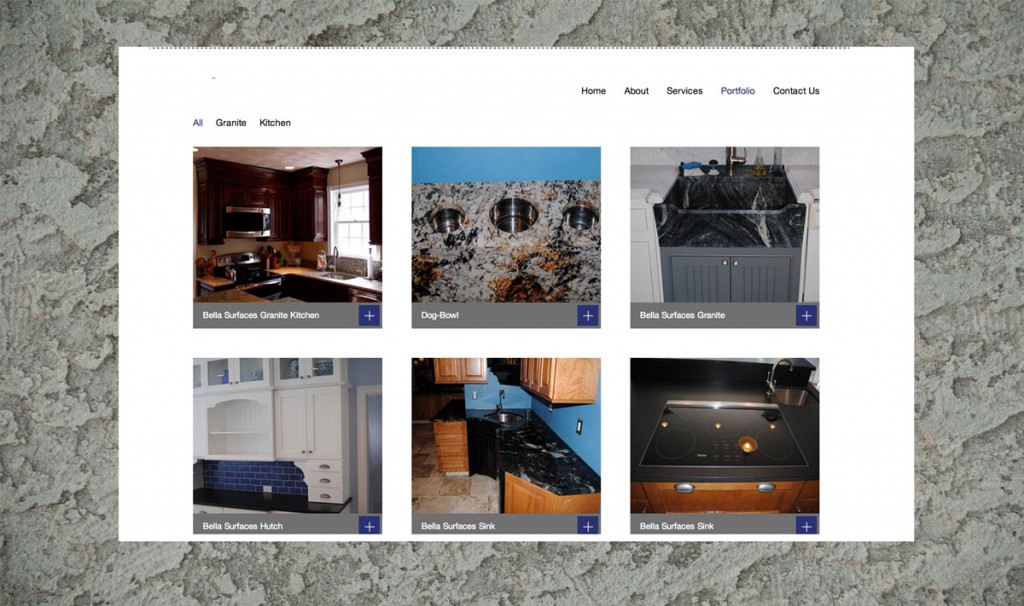 Home About Services Portfolio Contact Us
All Granite Kitchen
Bella Surfaces Granite Kitchen
Dog-Bowl
Bella Surfaces Granite
Bella Surfaces Hutch
Bella Surfaces Sink
Bella Surfaces Sink